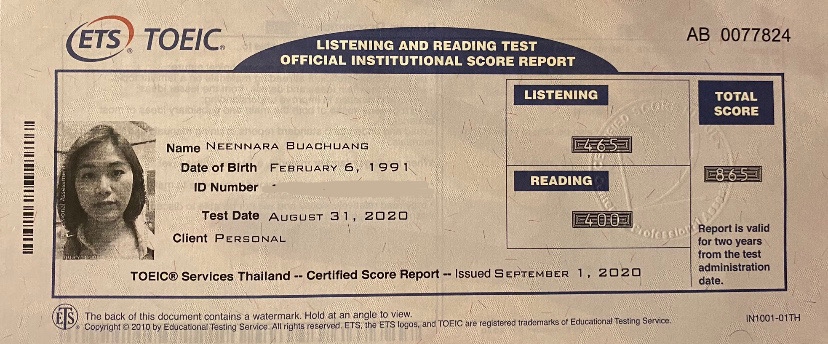 ETS TOEIC®
LISTENING AND READING TEST
OFFICIAL INSTITUTIONAL SCORE REPORT
AB 0077824
LISTENING
465
READING
400
TOTAL
SCORE
865
Name NEENNARA BUACHUANG
Date of Birth FEBRUARY 6, 1991
ID Number
Test Date AUGUST 31, 2020
Client PERSONAL
Report is valid
for two years
from the test
administration
date.
TOEIC® Services Thailand -- Certified Score Report -- Issued SEPTEMBER 1, 2020
ETS The back of this document contains a watermark. Hold at an angle to view.
Copyright © 2010 by Educational Testing Service. All rights reserved. ETS, the ETS logos, and TOEIC are registered trademarks of Educational Testing Service.
IN1001-01TH